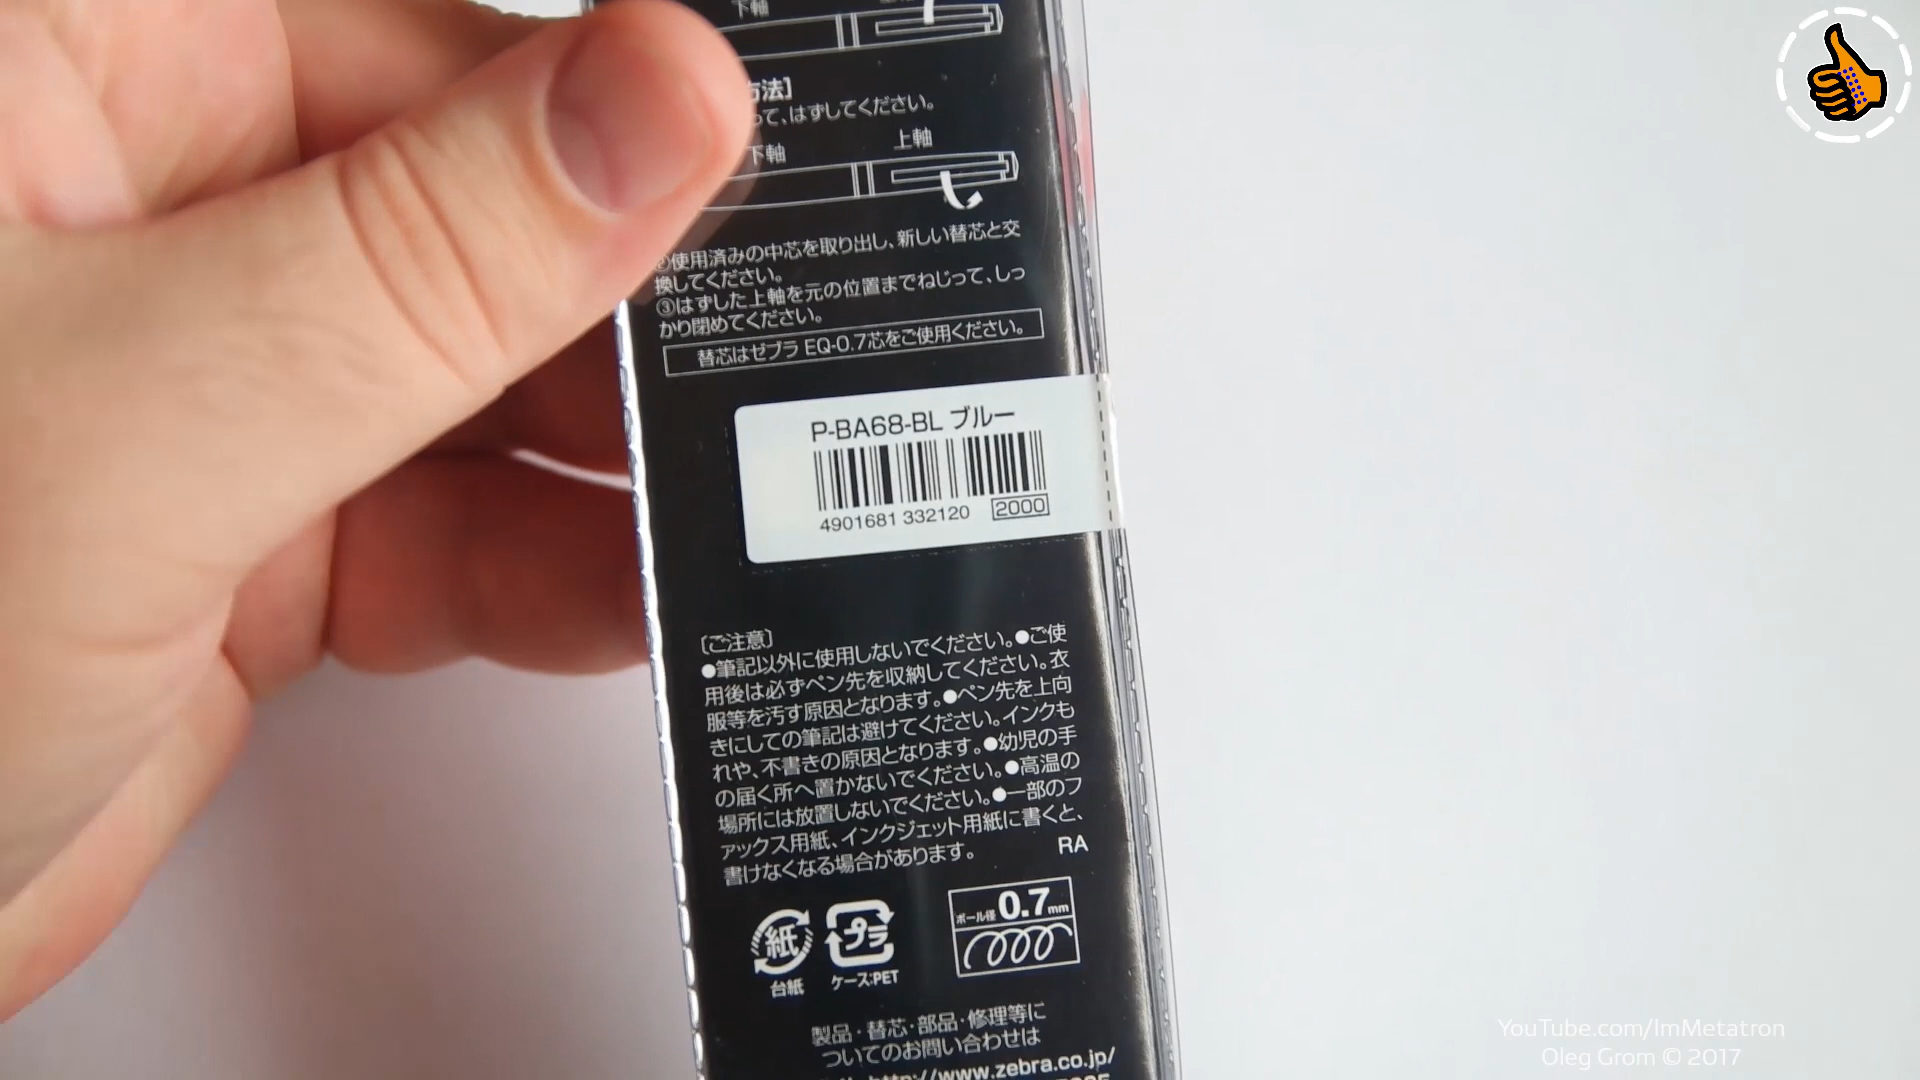 下軸
方法]
って、はずしてください。
下軸
上軸
②使用済みの中芯を取り出し、新しい替芯と交
換してください。
③はずした上軸を元の位置までねじって、しっ
かり閉めてください。
替芯はゼブラ EQ-0.7芯をご使用ください。
P-BA68-BL ブルー
4901681 332120 2000
〔ご注意〕
●筆記以外に使用しないでください。●ご使
用後は必ずペン先を収納してください。衣
服等を汚す原因となります。●ペン先を上向
きにしての筆記は避けてください。インクも
れや、不書きの原因となります。●幼児の手
の届く所へ置かないでください。●高温の
場所には放置しないでください。●一部のフ
ァックス用紙、インクジェット用紙に書くと、
書けなくなる場合があります。
RA
紙
プラ
台紙
ケース:PET
ボール径 0.7mm
製品・替芯・部品・修理等に
ついてのお問い合わせは
http://www.zebra.co.jp/
YouTube.com/ImMetatron
Oleg Grom © 2017